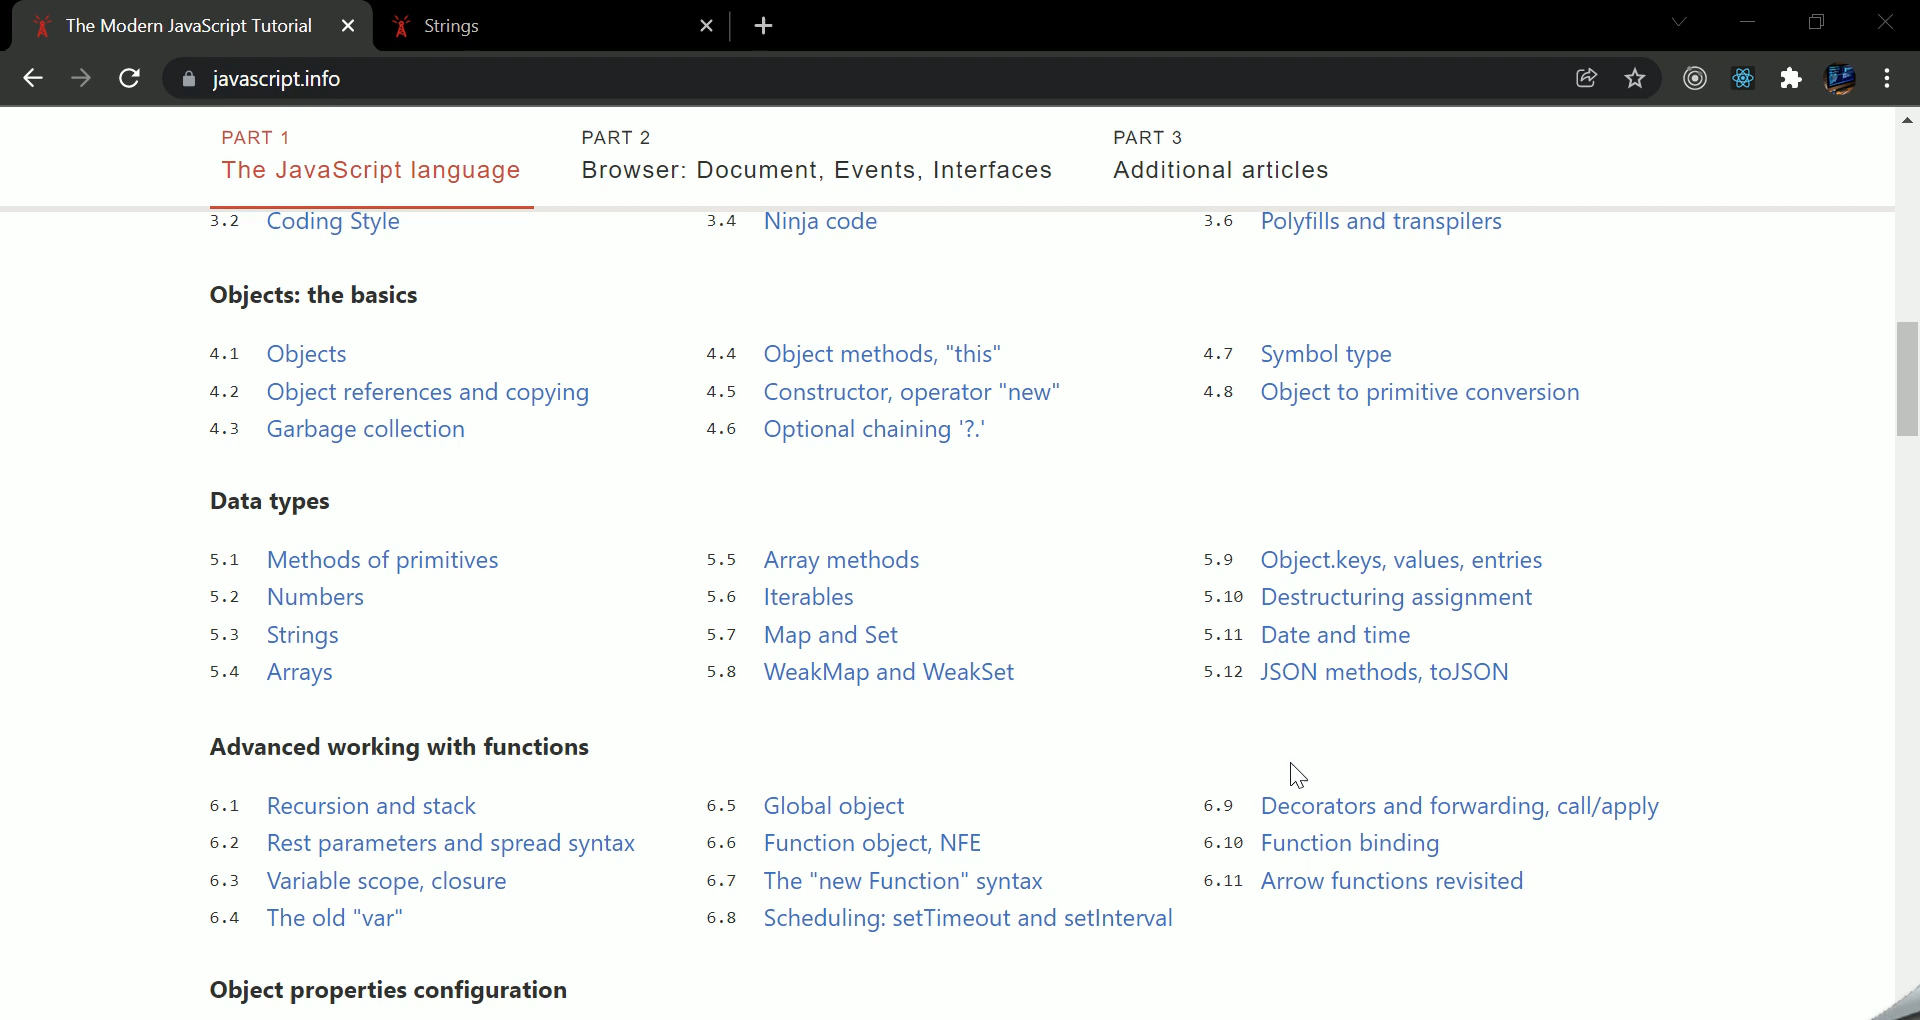 The Modern JavaScript Tutorial
Strings
javascript.info
PART 1
The JavaScript language
PART 2
Browser: Document, Events, Interfaces
PART 3
Additional articles
3.2 Coding Style
3.4 Ninja code
3.6 Polyfills and transpilers
Objects: the basics
4.1 Objects
4.2 Object references and copying
4.3 Garbage collection
4.4 Object methods, "this"
4.5 Constructor, operator "new"
4.6 Optional chaining '?.'
4.7 Symbol type
4.8 Object to primitive conversion
Data types
5.1 Methods of primitives
5.2 Numbers
5.3 Strings
5.4 Arrays
5.5 Array methods
5.6 Iterables
5.7 Map and Set
5.8 WeakMap and WeakSet
5.9 Object.keys, values, entries
5.10 Destructuring assignment
5.11 Date and time
5.12 JSON methods, toJSON
Advanced working with functions
6.1 Recursion and stack
6.2 Rest parameters and spread syntax
6.3 Variable scope, closure
6.4 The old "var"
6.5 Global object
6.6 Function object, NFE
6.7 The "new Function" syntax
6.8 Scheduling: setTimeout and setInterval
6.9 Decorators and forwarding, call/apply
6.10 Function binding
6.11 Arrow functions revisited
Object properties configuration